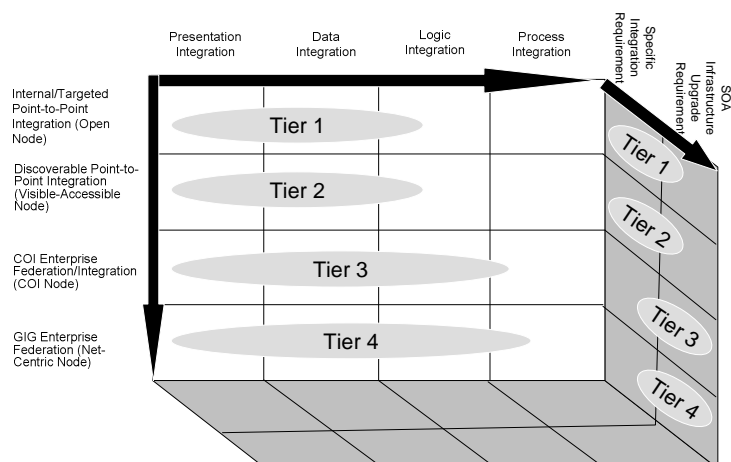 Presentation
Integration
Data
Integration
Logic
Integration
Process
Integration
Specific
Integration
Requirement
SOA
Infrastructure
Upgrade
Requirement
Internal/Targeted
Point-to-Point
Integration (Open
Node)
Tier 1
Tier 1
Discoverable Point-to-
Point Integration
(Visible-Accessible
Node)
Tier 2
Tier 2
COI Enterprise
Federation/Integration
(COI Node)
Tier 3
Tier 3
GIG Enterprise
Federation (Net-
Centric Node)
Tier 4
Tier 4